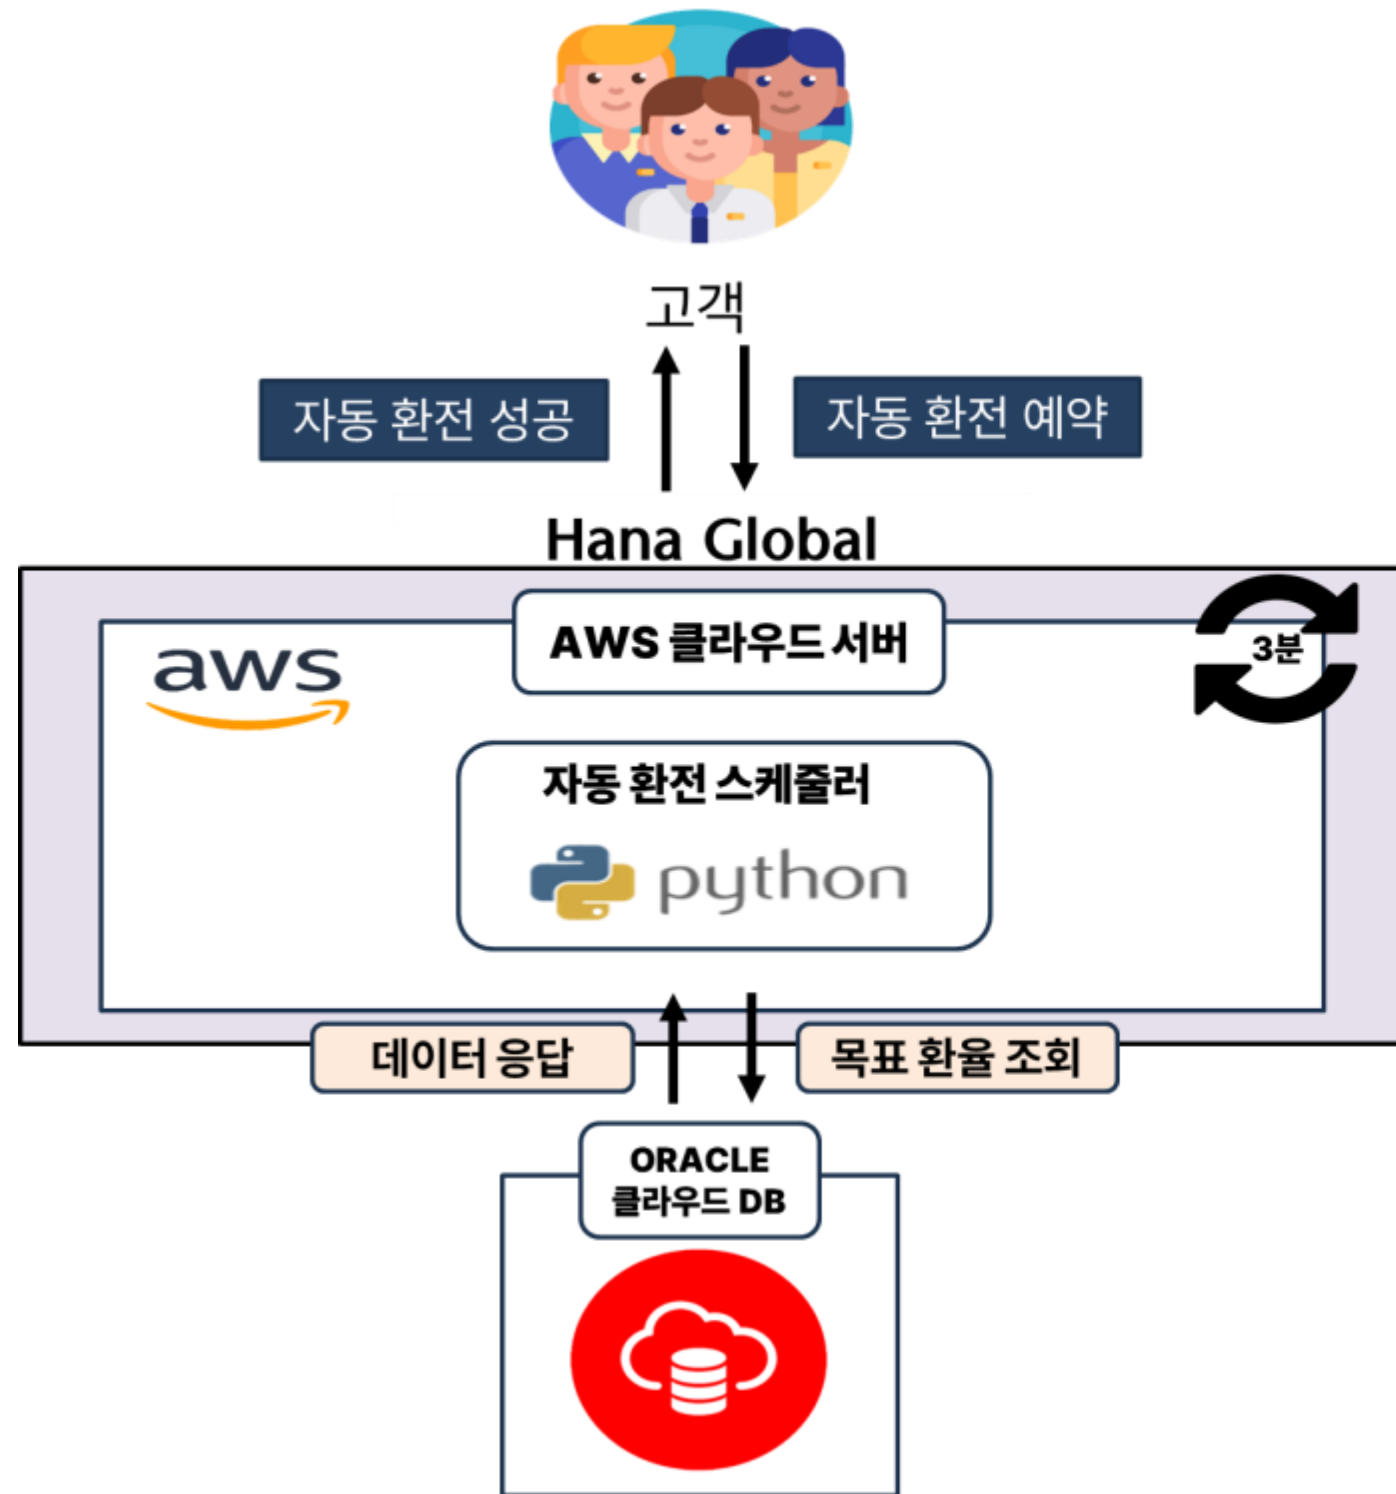 고객
자동 환전 성공
자동 환전 예약
Hana Global
AWS 클라우드 서버
3분
aws
자동 환전 스케줄러
python
데이터 응답
목표 환율 조회
ORACLE
클라우드 DB